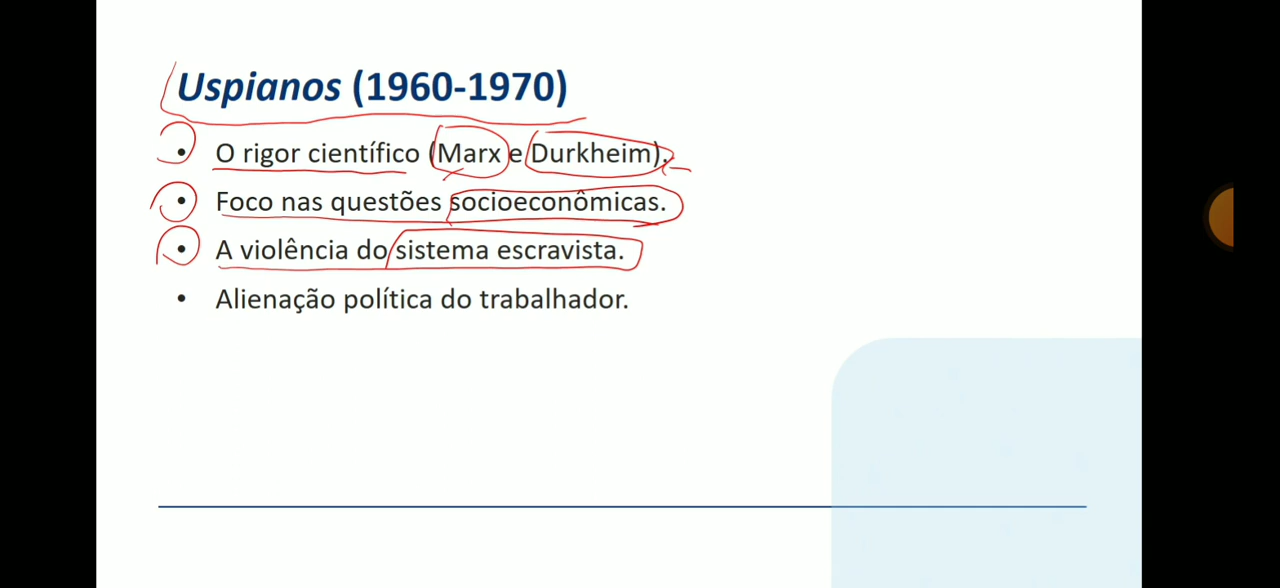 Uspianos (1960-1970)
• O rigor científico (Marx e Durkheim).
• Foco nas questões socioeconômicas.
• A violência do sistema escravista.
• Alienação política do trabalhador.